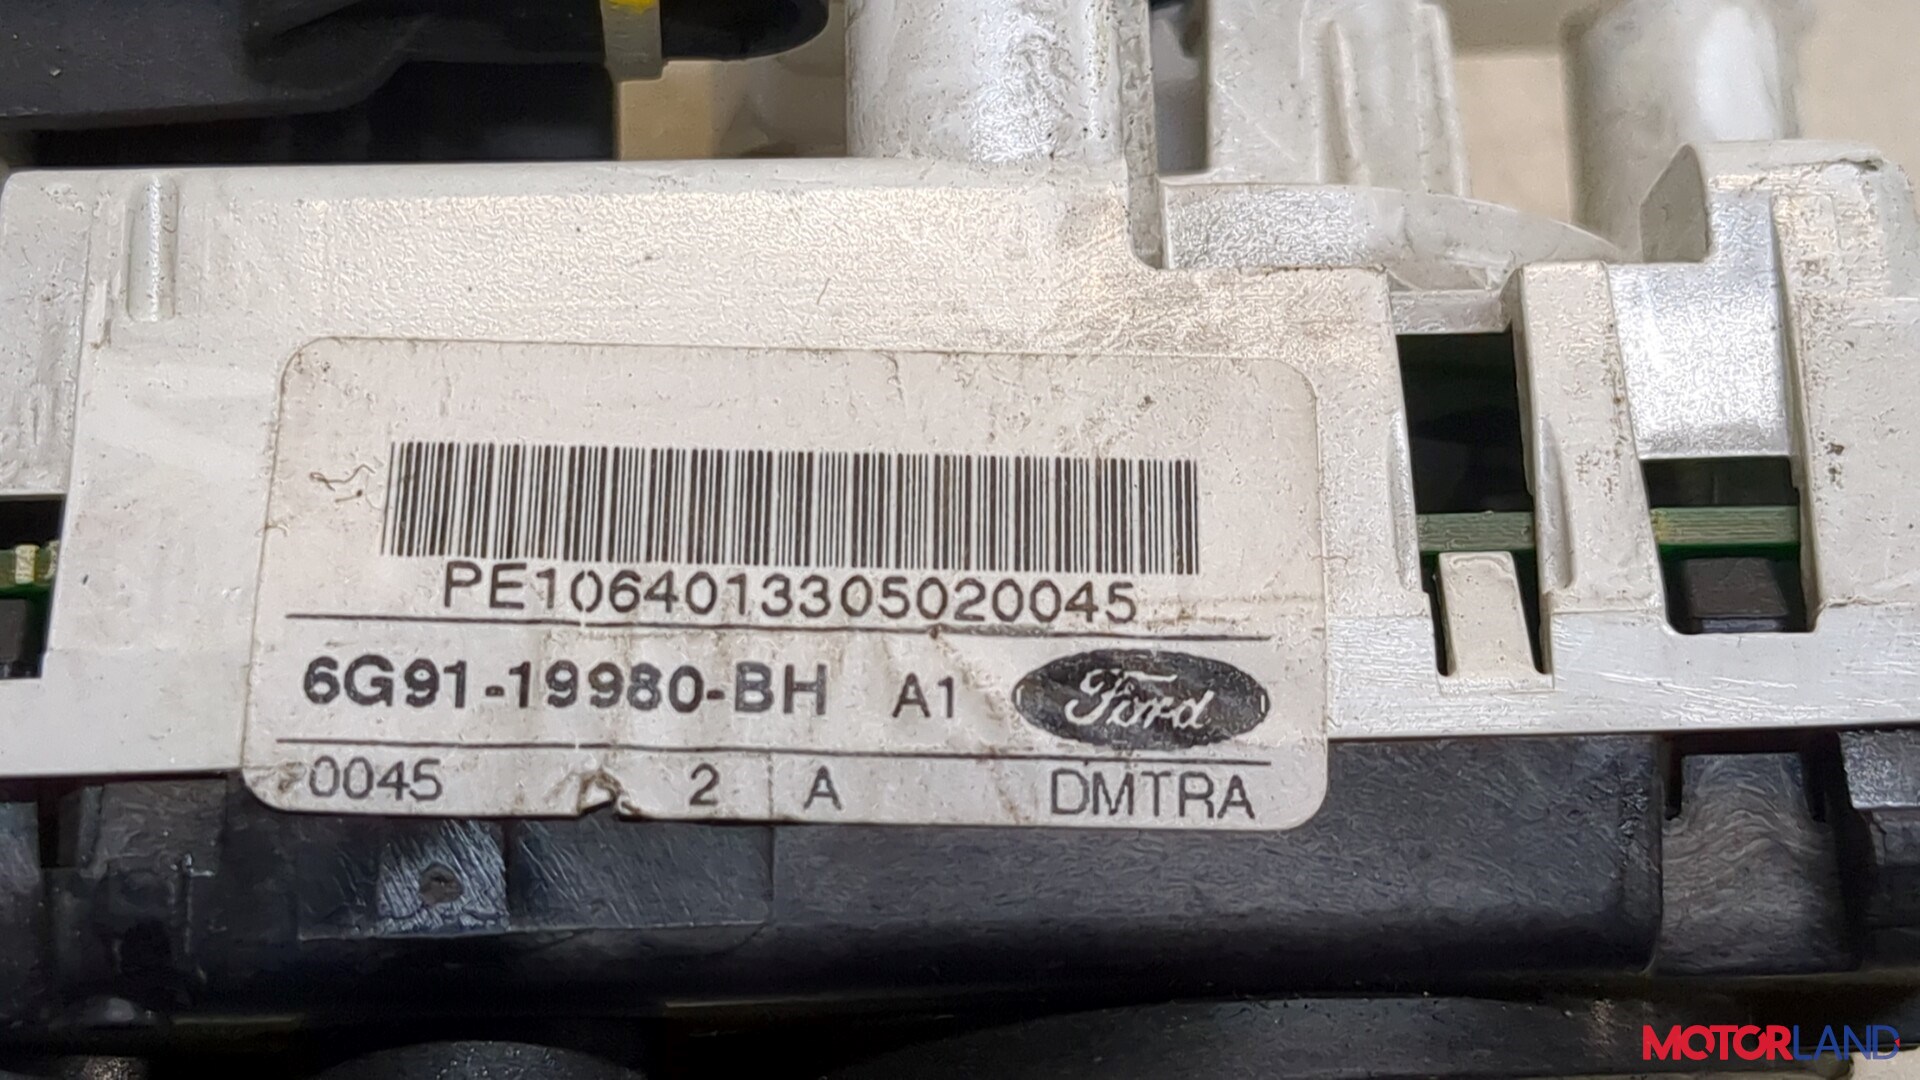 PE1064013305020045
6G91-19980-BH A1 Ford
0045 2 A DMTRA
MOTORLAND